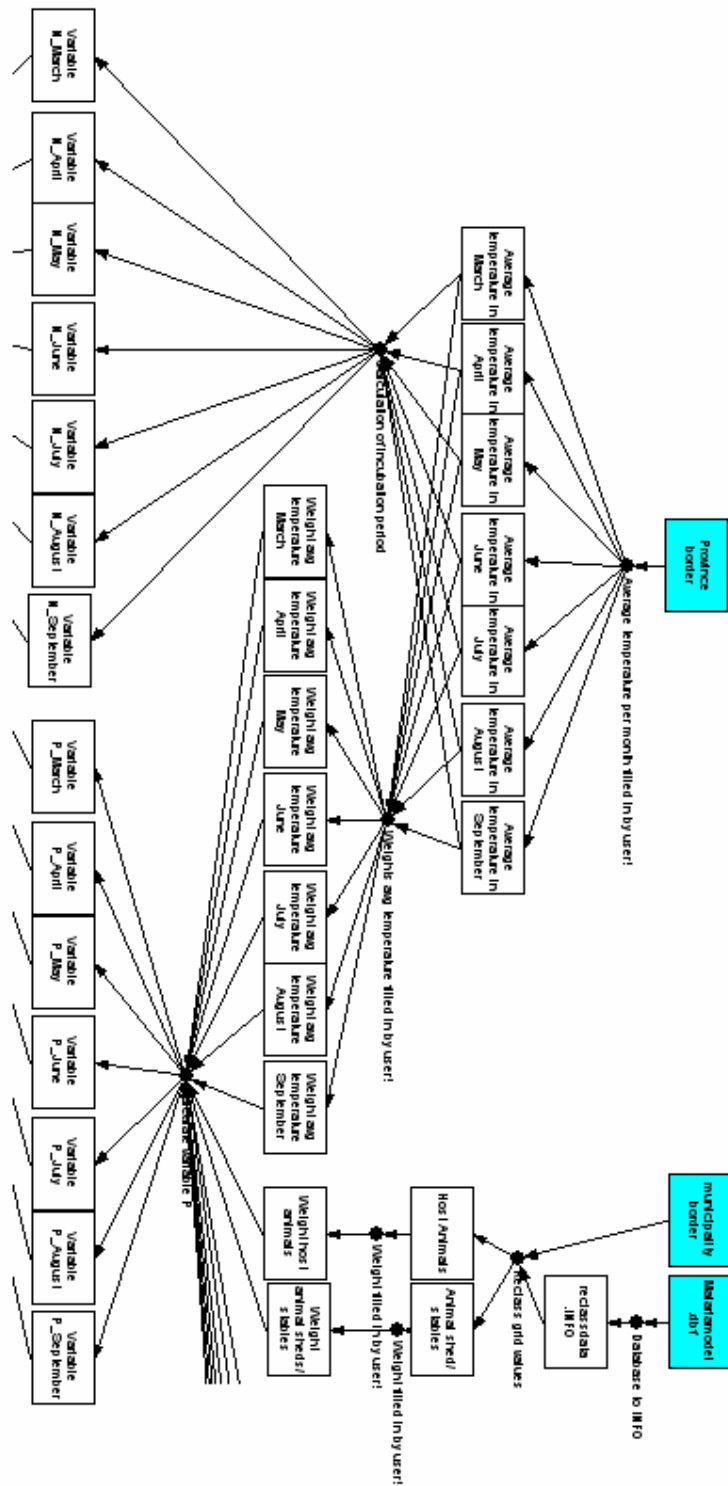 Province
border
Average temperature per month filled in by user!
Average
temperature in
March
Average
temperature in
April
Average
temperature in
May
Average
temperature in
June
Average
temperature in
July
Average
temperature in
August
Average
temperature in
September
Calculation of incubation period
Weights avg temperature filled in by user!
Weight avg
temperature
March
Weight avg
temperature
April
Weight avg
temperature
May
Weight avg
temperature
June
Weight avg
temperature
July
Weight avg
temperature
August
Weight avg
temperature
September
Variable
N_March
Variable
N_April
Variable
N_May
Variable
N_June
Variable
N_July
Variable
N_August
Variable
N_September
municipality
border
Malariamodel
.dbf
Database to INFO
reclassdata
.INFO
Reclass grid values
Host Animals
Animal shed/
stables
Weight filled in by user!
Weight filled in by user!
Weight host
animals
Weight
animal sheds/
stables
Variable P
Variable
P_March
Variable
P_April
Variable
P_May
Variable
P_June
Variable
P_July
Variable
P_August
Variable
P_September